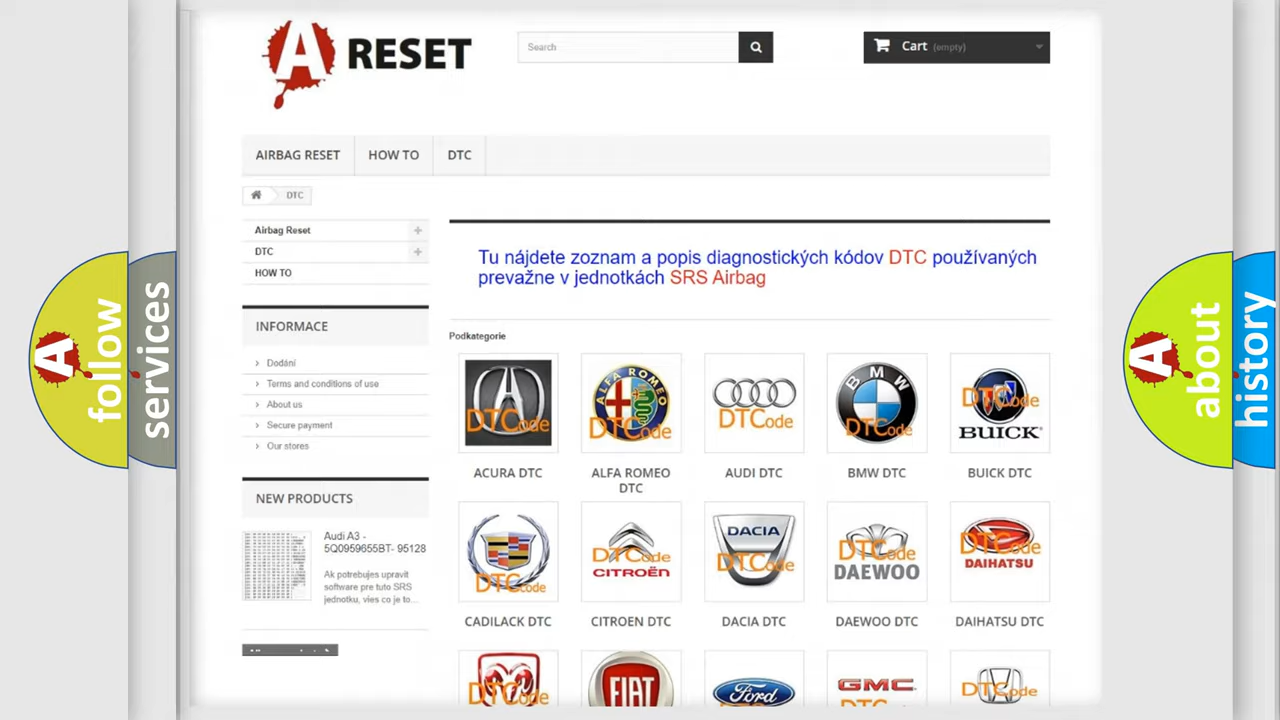 A RESET
Search
Cart (empty)
AIRBAG RESET
HOW TO
DTC
DTC
Airbag Reset
DTC
HOW TO
Tu nájdete zoznam a popis diagnostických kódov DTC používaných
prevažne v jednotkách SRS Airbag
INFORMACE
Dodání
Terms and conditions of use
About us
Secure payment
Our stores
NEW PRODUCTS
Audi A3 -
5Q0959655BT- 95128
Ak potrebujes upravit
software pre tuto SRS
jednotku, vies co je to...
Podkategorie
DTCode
ALFA ROMEO
DTCode
DTCode
BMW
DTCode
DTCode
BUICK
ACURA DTC
ALFA ROMEO
DTC
AUDI DTC
BMW DTC
BUICK DTC
DTCode
DTCode
CITROËN
DACIA
DTCode
DTCode
DAEWOO
DTCode
DAIHATSU
CADILACK DTC
CITROEN DTC
DACIA DTC
DAEWOO DTC
DAIHATSU DTC
DTCode
FIAT
Ford
GMC
DTCode
A follow
services
A about
history